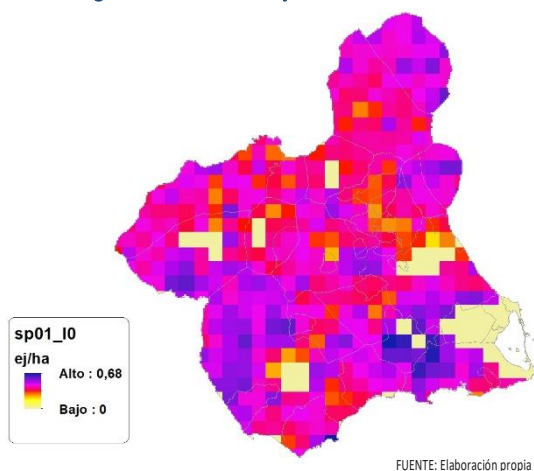 sp01_I0
ej/ha
Alto : 0,68
Bajo : 0
FUENTE: Elaboración propia